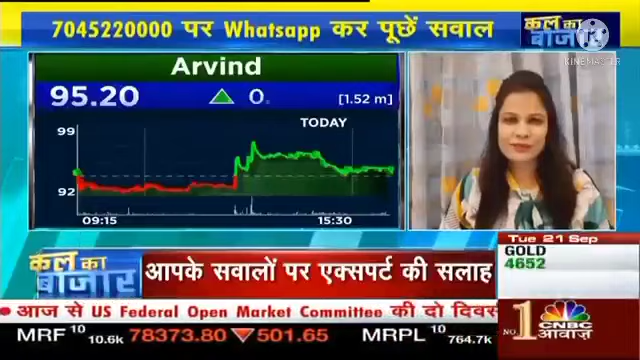 7045220000 पर Whatsapp कर पूछें सवाल
कल का
बाज़ार
KINEMASTER
Arvind
95.20
0.
[1.52 m]
TODAY
99
92
09:15
15:30
Tue 21 Sep
GOLD
4652
कल का
बाज़ार
आपके सवालों पर एक्सपर्ट की सलाह
आज से US Federal Open Market Committee की दो दिवस
NO. 1 CNBC
आवाज़
MRF 10 10.6k 78373.80 501.65 MRPL 10 764.7k